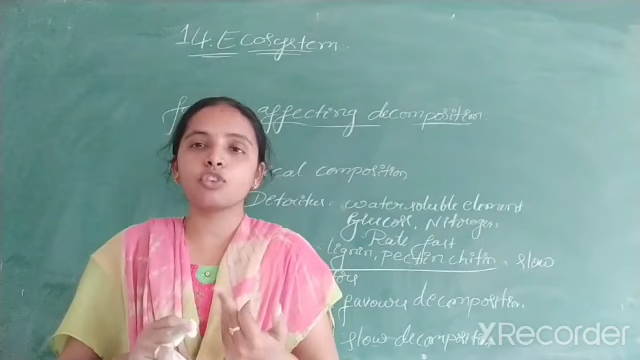 14. Ecosystem.
affecting decomposition
cal composition
Detoritus: water soluble element
Glucose, Nitrogen
Rate fast
lignin, pectin chitin, slow
favours decomposition
slow decomposition
XRecorder